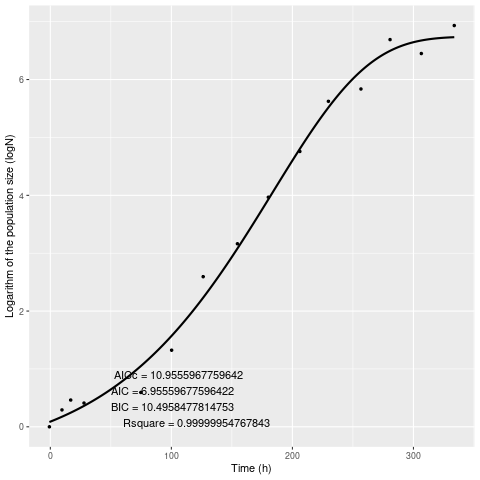 Logarithm of the population size (logN)
6
4
2
0
AICc = 10.9555967759642
AIC = 6.95559677596422
BIC = 10.4958477814753
Rsquare = 0.99999954767843
0
100
200
300
Time (h)